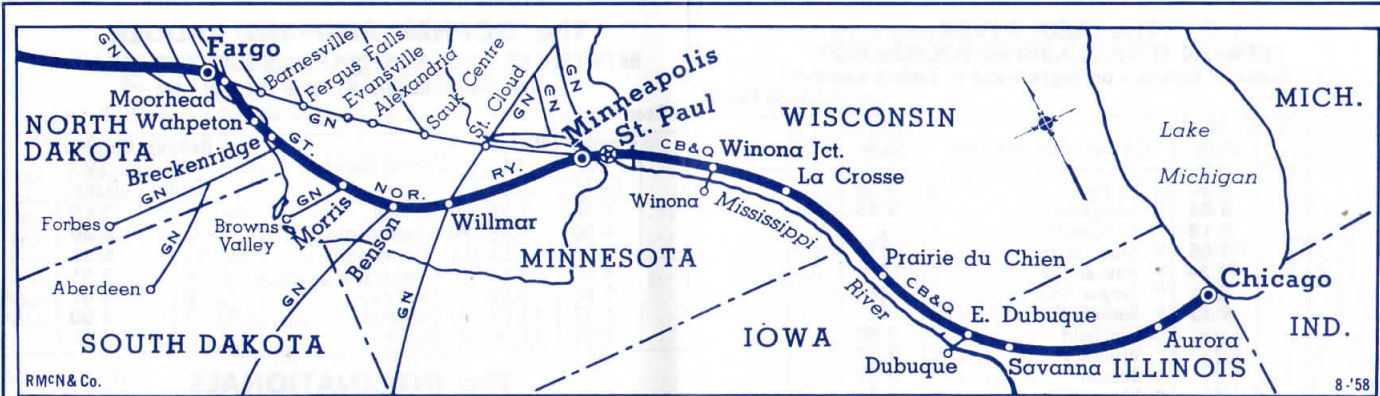 Fargo
Moorhead
Wahpeton
Breckenridge
NORTH
DAKOTA
GN
Barnesville
Fergus Falls
GN
Evansville
Alexandria
Sauk Centre
St. Cloud
GN
GN
GN
Minneapolis
St. Paul
GT.
NOR.
RY.
GN
Forbes
GN
Aberdeen
Browns
Valley
GN
Morris
Benson
GN
Willmar
GN
SOUTH DAKOTA
MINNESOTA
CB&Q
Winona Jct.
Winona
La Crosse
WISCONSIN
Mississippi
River
Prairie du Chien
CB&Q
IOWA
E. Dubuque
Dubuque
Savanna
ILLINOIS
Aurora
Chicago
Lake
Michigan
MICH.
IND.
RMCN&Co.
8-'58